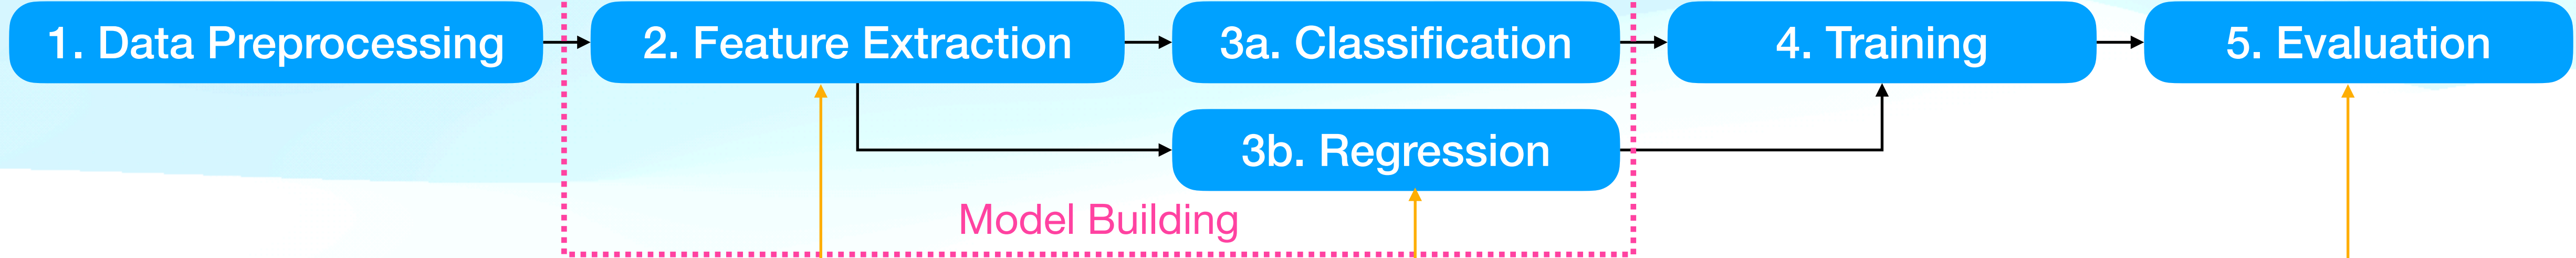 1. Data Preprocessing
2. Feature Extraction
3a. Classification
4. Training
5. Evaluation
3b. Regression
Model Building